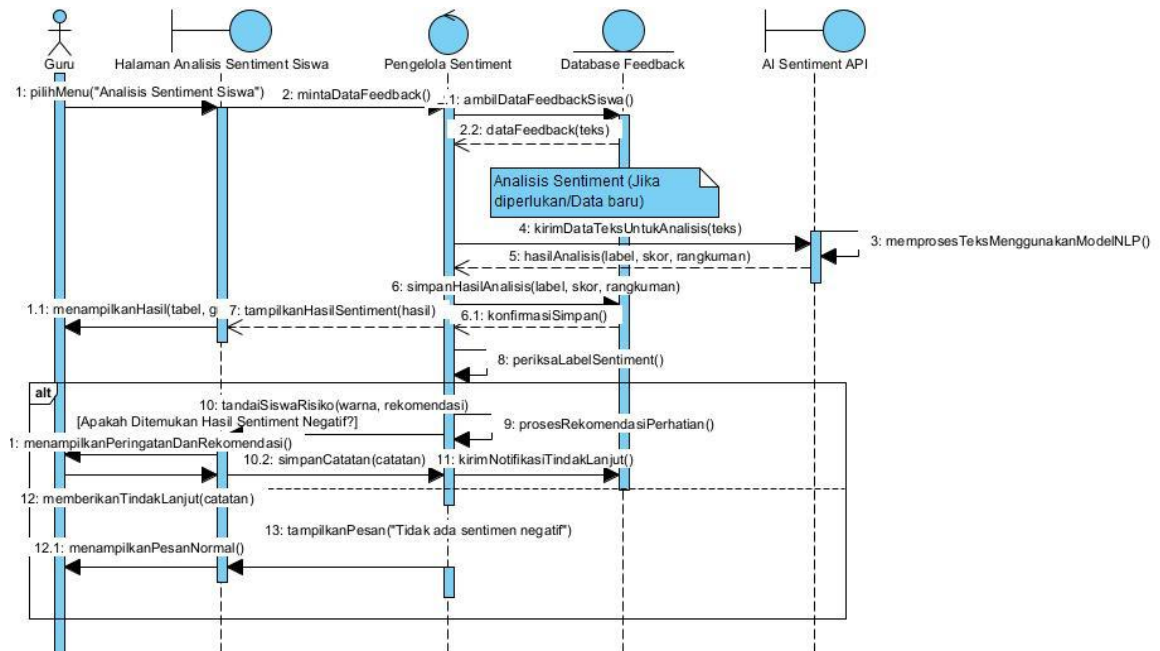 Guru
Halaman Analisis Sentiment Siswa
Pengelola Sentiment
Database Feedback
AI Sentiment API
1: pilihMenu("Analisis Sentiment Siswa")
2: mintaDataFeedback()
.1: ambilDataFeedbackSiswa()
2.2: dataFeedback(teks)
Analisis Sentiment (Jika
diperlukan/Data baru)
4: kirimDataTeksUntukAnalisis(teks)
3: memprosesTeksMenggunakanModelNLP()
5: hasilAnalisis(label, skor, rangkuman)
6: simpanHasilAnalisis(label, skor, rangkuman)
1.1: menampilkanHasil(tabel, g
7: tampilkanHasilSentiment(hasil)
6.1: konfirmasiSimpan()
8: periksaLabelSentiment()
alt
10: tandaiSiswaRisiko(warna, rekomendasi)
[Apakah Ditemukan Hasil Sentiment Negatif?]
9: prosesRekomendasiPerhatian()
1: menampilkanPeringatanDanRekomendasi()
10.2: simpanCatatan(catatan)
11: kirimNotifikasiTindakLanjut()
12: memberikanTindakLanjut(catatan)
13: tampilkanPesan("Tidak ada sentimen negatif")
12.1: menampilkanPesanNormal()